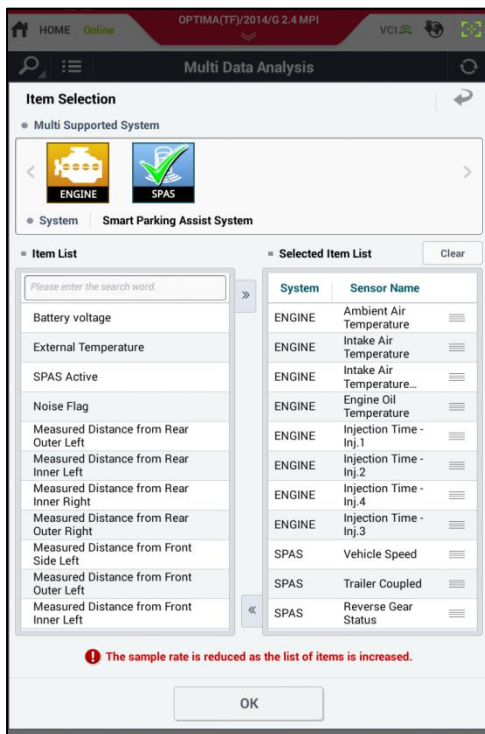 OPTIMA(TF)/2014/G 2.4 MPI
HOME Online
VCI
Multi Data Analysis
Item Selection
Multi Supported System
ENGINE
SPAS
System Smart Parking Assist System
Item List
Please enter the search word.
Battery voltage
External Temperature
SPAS Active
Noise Flag
Measured Distance from Rear
Outer Left
Measured Distance from Rear
Inner Left
Measured Distance from Rear
Inner Right
Measured Distance from Rear
Outer Right
Measured Distance from Front
Side Left
Measured Distance from Front
Outer Left
Measured Distance from Front
Inner Left
Selected Item List
Clear
System Sensor Name
ENGINE Ambient Air
Temperature
ENGINE Intake Air
Temperature
ENGINE Intake Air
Temperature...
ENGINE Engine Oil
Temperature
ENGINE Injection Time -
Inj.1
ENGINE Injection Time -
Inj.2
ENGINE Injection Time -
Inj.4
ENGINE Injection Time -
Inj.3
SPAS Vehicle Speed
SPAS Trailer Coupled
SPAS Reverse Gear
Status
The sample rate is reduced as the list of items is increased.
OK